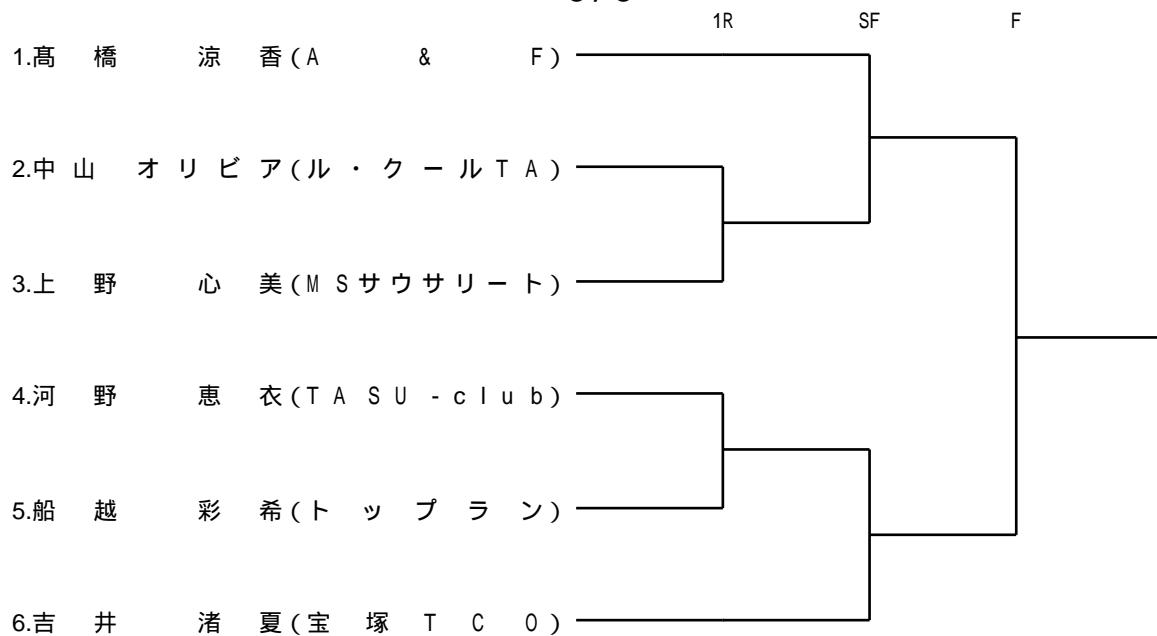 1R SF F
1.髙橋 涼香(A & F)
2.中山 オリビア(ル・クールTA)
3.上野 心美(MSサウサリート)
4.河野 恵衣(TASU-club)
5.船越 彩希(トップラン)
6.吉井 渚夏(宝塚TCO)